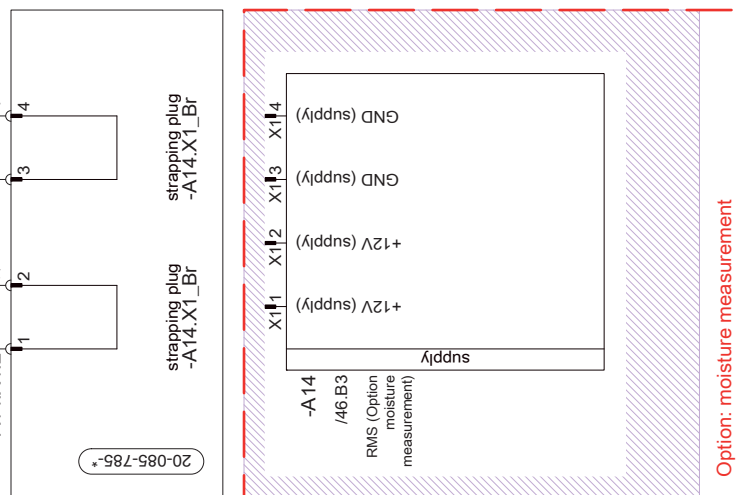 4
3
2
1
strapping plug
-A14.X1_Br
strapping plug
-A14.X1_Br
20-085-785-*
X1 4
GND (supply)
X1 3
GND (supply)
X1 2
+12V (supply)
X1 1
+12V (supply)
supply
-A14
/46.B3
RMS (Option
moisture
measurement)
Option: moisture measurement